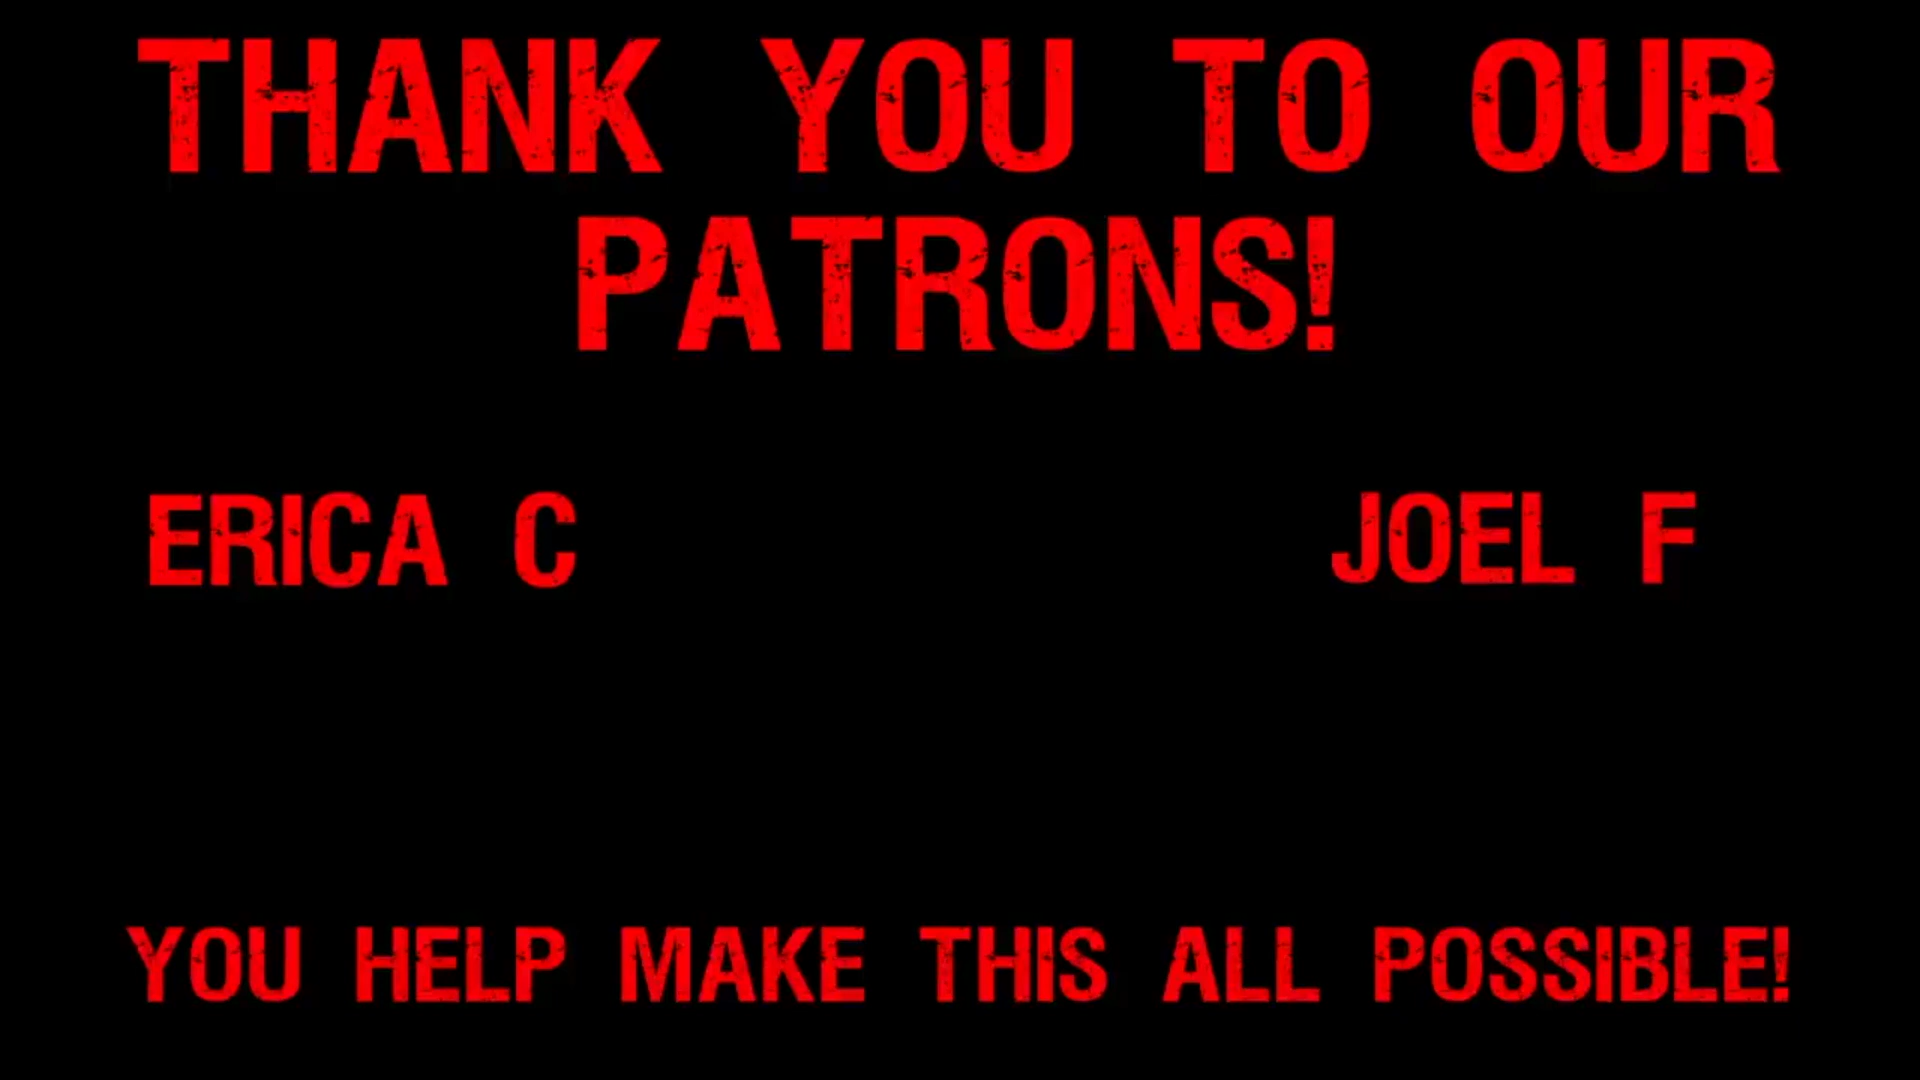 THANK YOU TO OUR
PATRONS!
ERICA C
JOEL F
YOU HELP MAKE THIS ALL POSSIBLE!